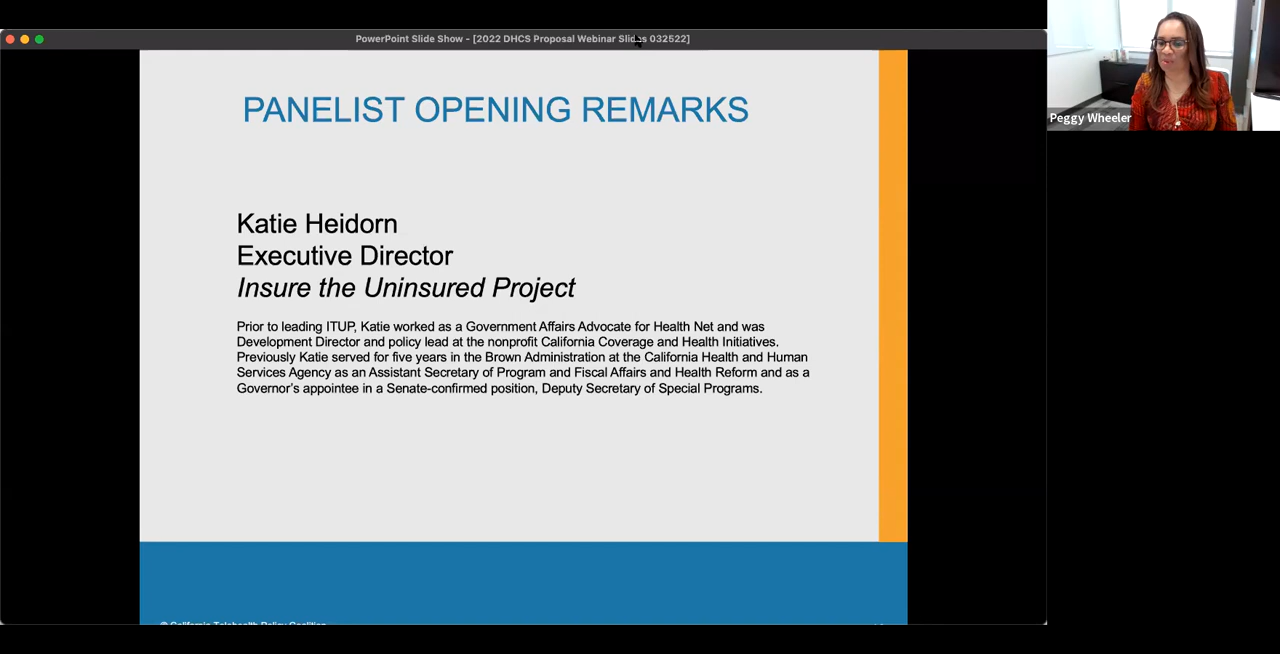 PowerPoint Slide Show - [2022 DHCS Proposal Webinar Slides 032522]
PANELIST OPENING REMARKS
Katie Heidorn
Executive Director
Insure the Uninsured Project
Prior to leading ITUP, Katie worked as a Government Affairs Advocate for Health Net and was
Development Director and policy lead at the nonprofit California Coverage and Health Initiatives.
Previously Katie served for five years in the Brown Administration at the California Health and Human
Services Agency as an Assistant Secretary of Program and Fiscal Affairs and Health Reform and as a
Governor's appointee in a Senate-confirmed position, Deputy Secretary of Special Programs.
© California Telehealth Policy Coalition
Peggy Wheeler